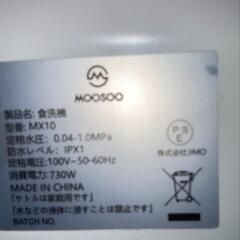 MOOSOO
製品名: 食洗機
型番: MX10
定格水圧: 0.04-1.0MPa
防水レベル: IPX1
定格電圧:100V~50-60Hz
消費電力:730W
MADE IN CHINA
「ケトルは家庭用です」
「水などの液体に浸すことは禁止です」
BATCH NO.
PSE
株式会社JIMO